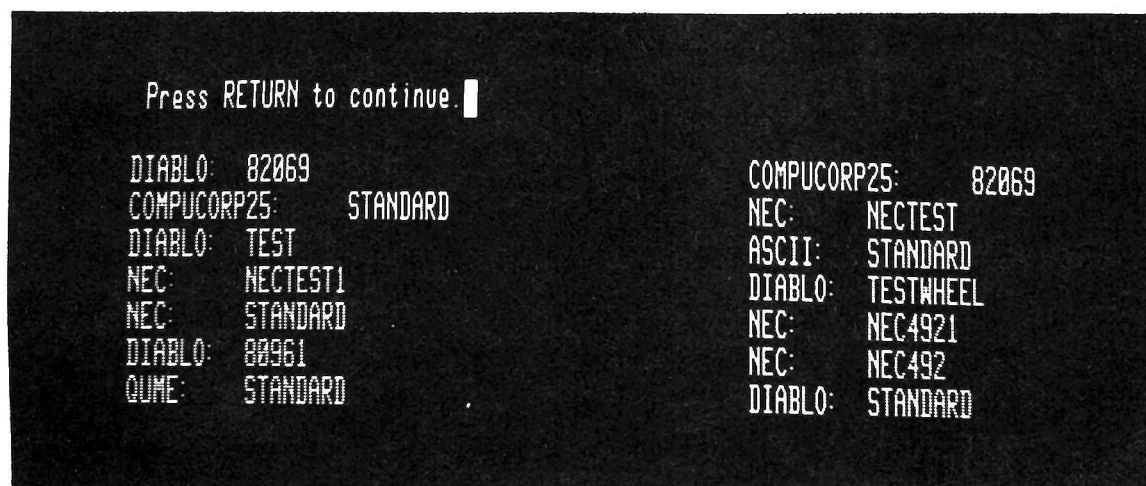 Press RETURN to continue.
DIABLO: 82069
COMPUCORP25: STANDARD
DIABLO: TEST
NEC: NECTEST1
NEC: STANDARD
DIABLO: 80961
QUME: STANDARD
COMPUCORP25: 82069
NEC: NECTEST
ASCII: STANDARD
DIABLO: TESTWHEEL
NEC: NEC4921
NEC: NEC492
DIABLO: STANDARD